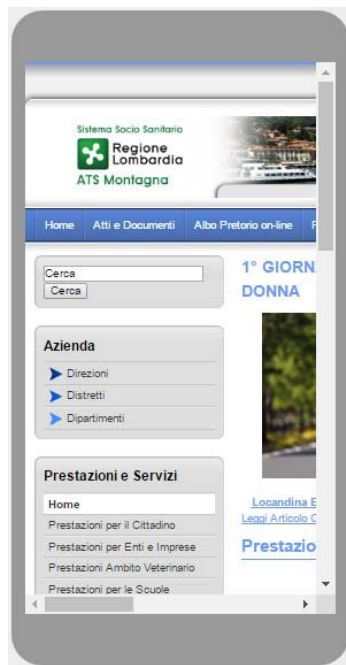 Sistema Socio Sanitario
Regione
Lombardia
ATS Montagna
Home Atti e Documenti Albo Pretorio on-line
Cerca
Cerca
1° GIORN
DONNA
Azienda
Direzioni
Distretti
Dipartimenti
Prestazioni e Servizi
Home
Prestazioni per il Cittadino
Prestazioni per Enti e Imprese
Prestazioni Ambito Veterinario
Prestazioni per le Scuole
Locandina E
Leggi Articolo C
Prestazio